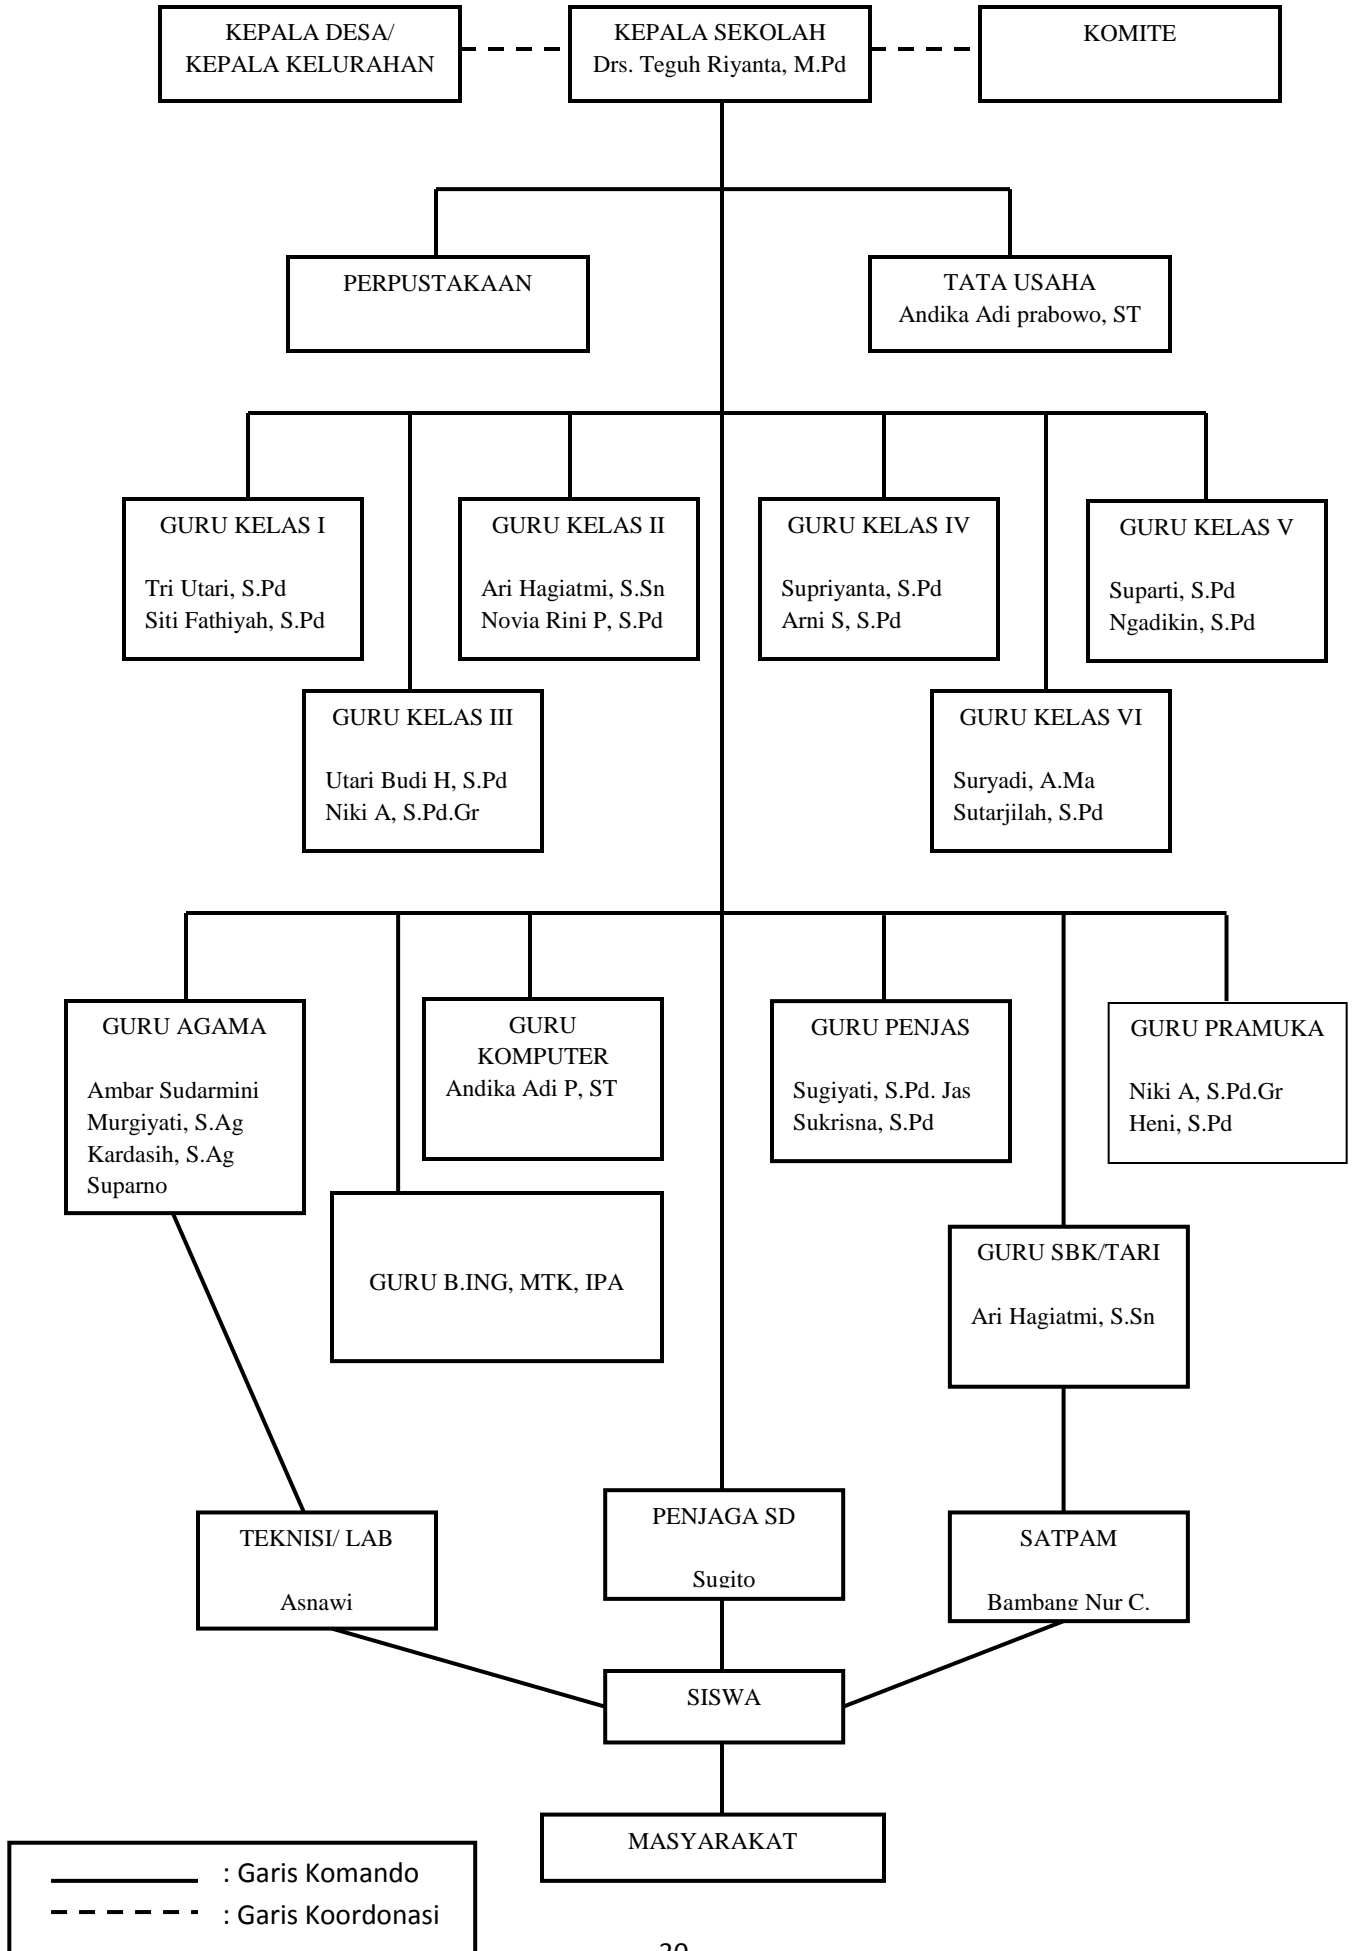 KEPALA DESA/
KEPALA KELURAHAN
KEPALA SEKOLAH
Drs. Teguh Riyanta, M.Pd
KOMITE
PERPUSTAKAAN
TATA USAHA
Andika Adi prabowo, ST
GURU KELAS I
Tri Utari, S.Pd
Siti Fathiyah, S.Pd
GURU KELAS II
Ari Hagiatmi, S.Sn
Novia Rini P, S.Pd
GURU KELAS IV
Supriyanta, S.Pd
Arni S, S.Pd
GURU KELAS V
Suparti, S.Pd
Ngadikin, S.Pd
GURU KELAS III
Utari Budi H, S.Pd
Niki A, S.Pd.Gr
GURU KELAS VI
Suryadi, A.Ma
Sutarjilah, S.Pd
GURU AGAMA
Ambar Sudarmini
Murgiyati, S.Ag
Kardasih, S.Ag
Suparno
GURU
KOMPUTER
Andika Adi P, ST
GURU PENJAS
Sugiyati, S.Pd. Jas
Sukrisna, S.Pd
GURU PRAMUKA
Niki A, S.Pd.Gr
Heni, S.Pd
GURU B.ING, MTK, IPA
GURU SBK/TARI
Ari Hagiatmi, S.Sn
TEKNISI/ LAB
Asnawi
PENJAGA SD
Sugito
SATPAM
Bambang Nur C.
SISWA
MASYARAKAT
: Garis Komando
: Garis Koordonasi